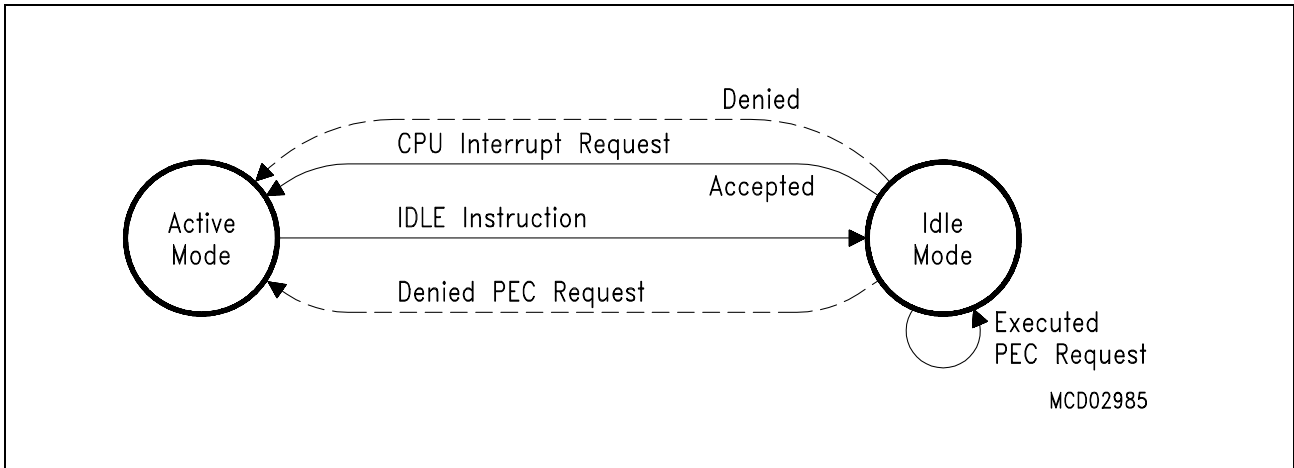 Denied
CPU Interrupt Request
Accepted
Active
Mode
IDLE Instruction
Idle
Mode
Denied PEC Request
Executed
PEC Request
MCD02985